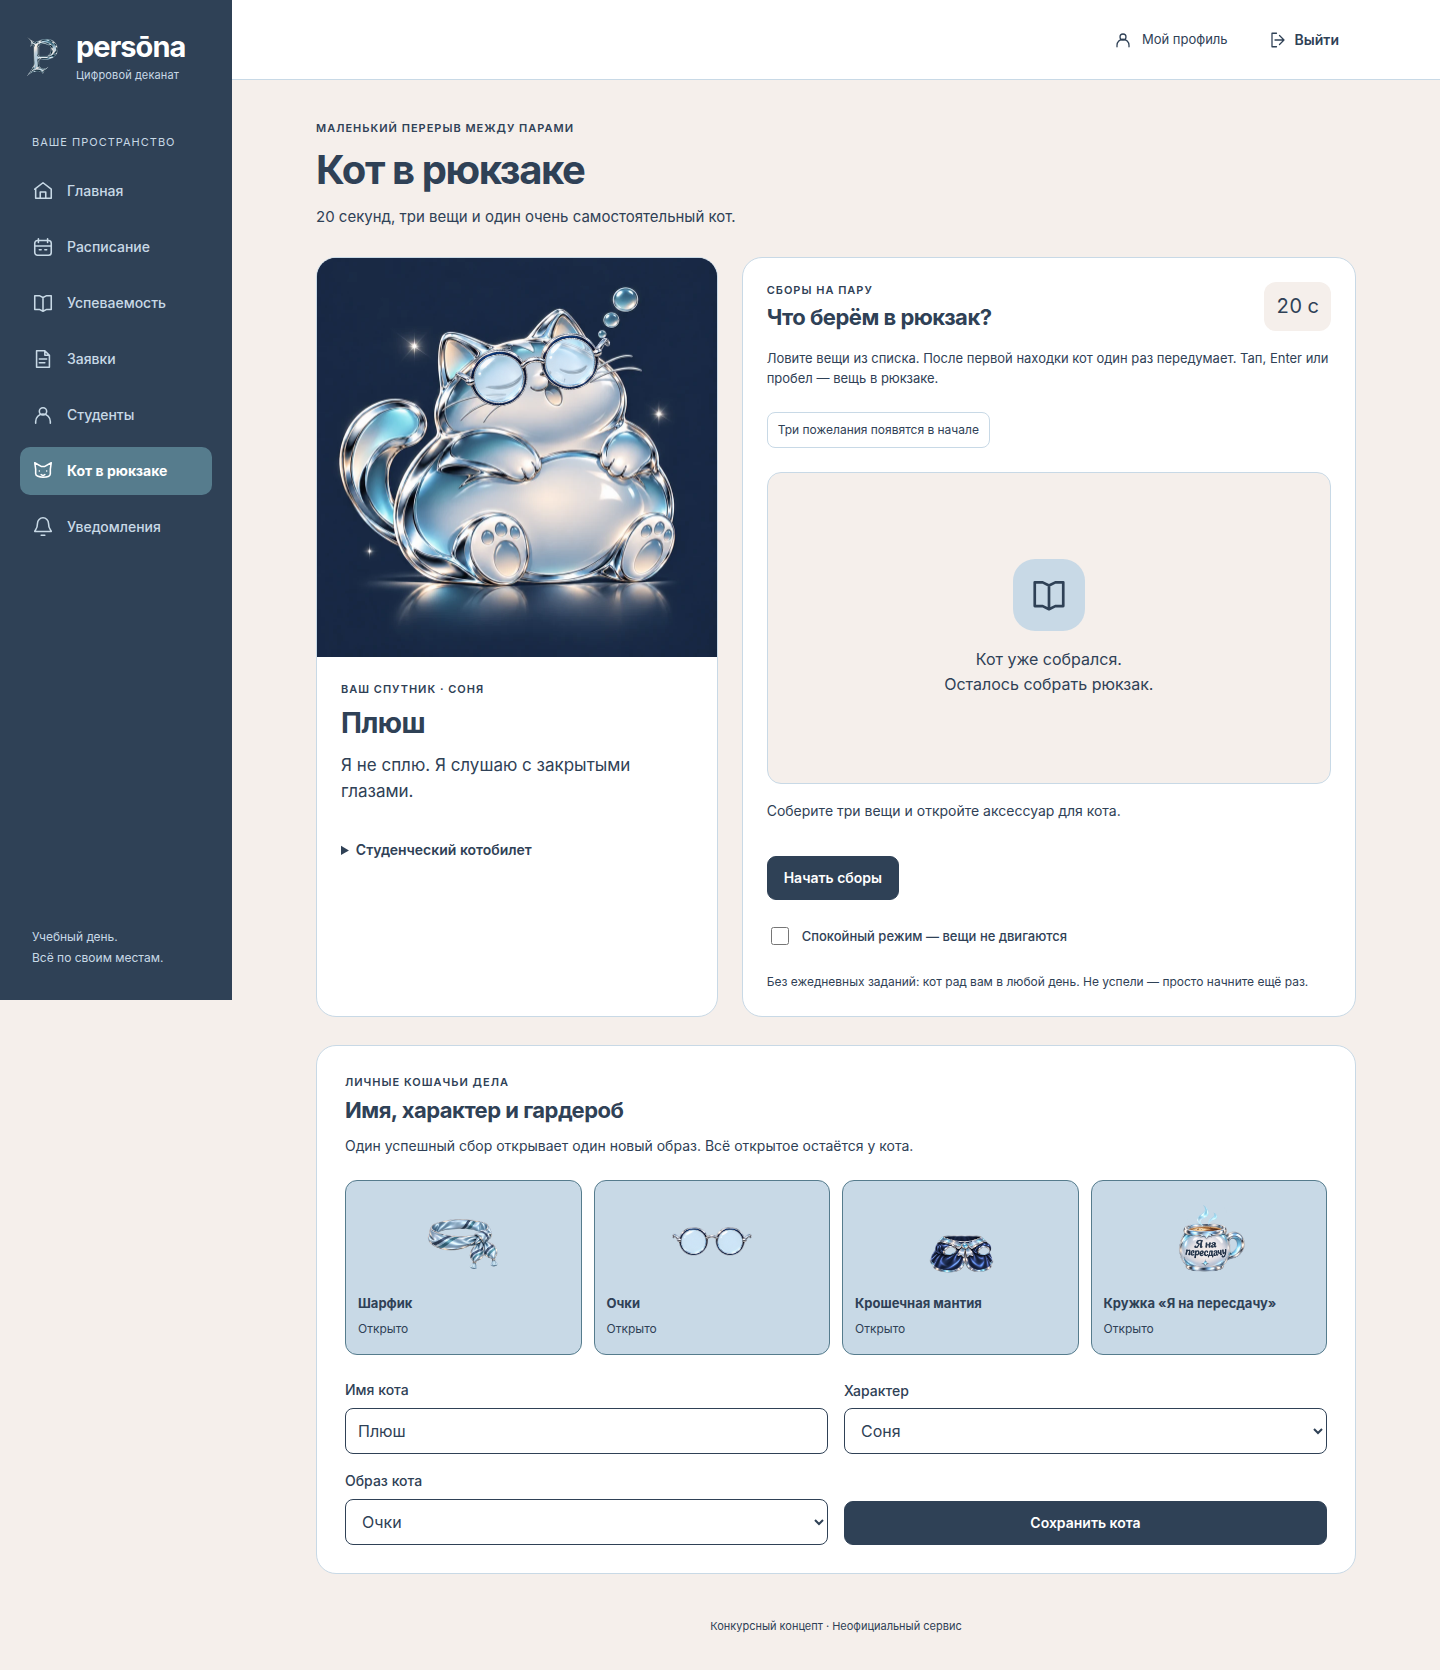 persōna
Цифровой деканат
ВАШЕ ПРОСТРАНСТВО
Главная
Расписание
Успеваемость
Заявки
Студенты
Кот в рюкзаке
Уведомления
Учебный день.
Всё по своим местам.
Мой профиль
Выйти
МАЛЕНЬКИЙ ПЕРЕРЫВ МЕЖДУ ПАРАМИ
Кот в рюкзаке
20 секунд, три вещи и один очень самостоятельный кот.
ВАШ СПУТНИК · СОНЯ
Плюш
Я не сплю. Я слушаю с закрытыми
глазами.
Студенческий котобилет
СБОРЫ НА ПАРУ
Что берём в рюкзак?
20 с
Ловите вещи из списка. После первой находки кот один раз передумает. Тап, Enter или
пробел — вещь в рюкзаке.
Три пожелания появятся в начале
Кот уже собрался.
Осталось собрать рюкзак.
Соберите три вещи и откройте аксессуар для кота.
Начать сборы
Спокойный режим — вещи не двигаются
Без ежедневных заданий: кот рад вам в любой день. Не успели — просто начните ещё раз.
ЛИЧНЫЕ КОШАЧЬИ ДЕЛА
Имя, характер и гардероб
Один успешный сбор открывает один новый образ. Всё открытое остаётся у кота.
Шарфик
Открыто
Очки
Открыто
Крошечная мантия
Открыто
Я на
пересдачу
Кружка «Я на пересдачу»
Открыто
Имя кота
Плюш
Характер
Соня
Образ кота
Очки
Сохранить кота
Конкурсный концепт · Неофициальный сервис